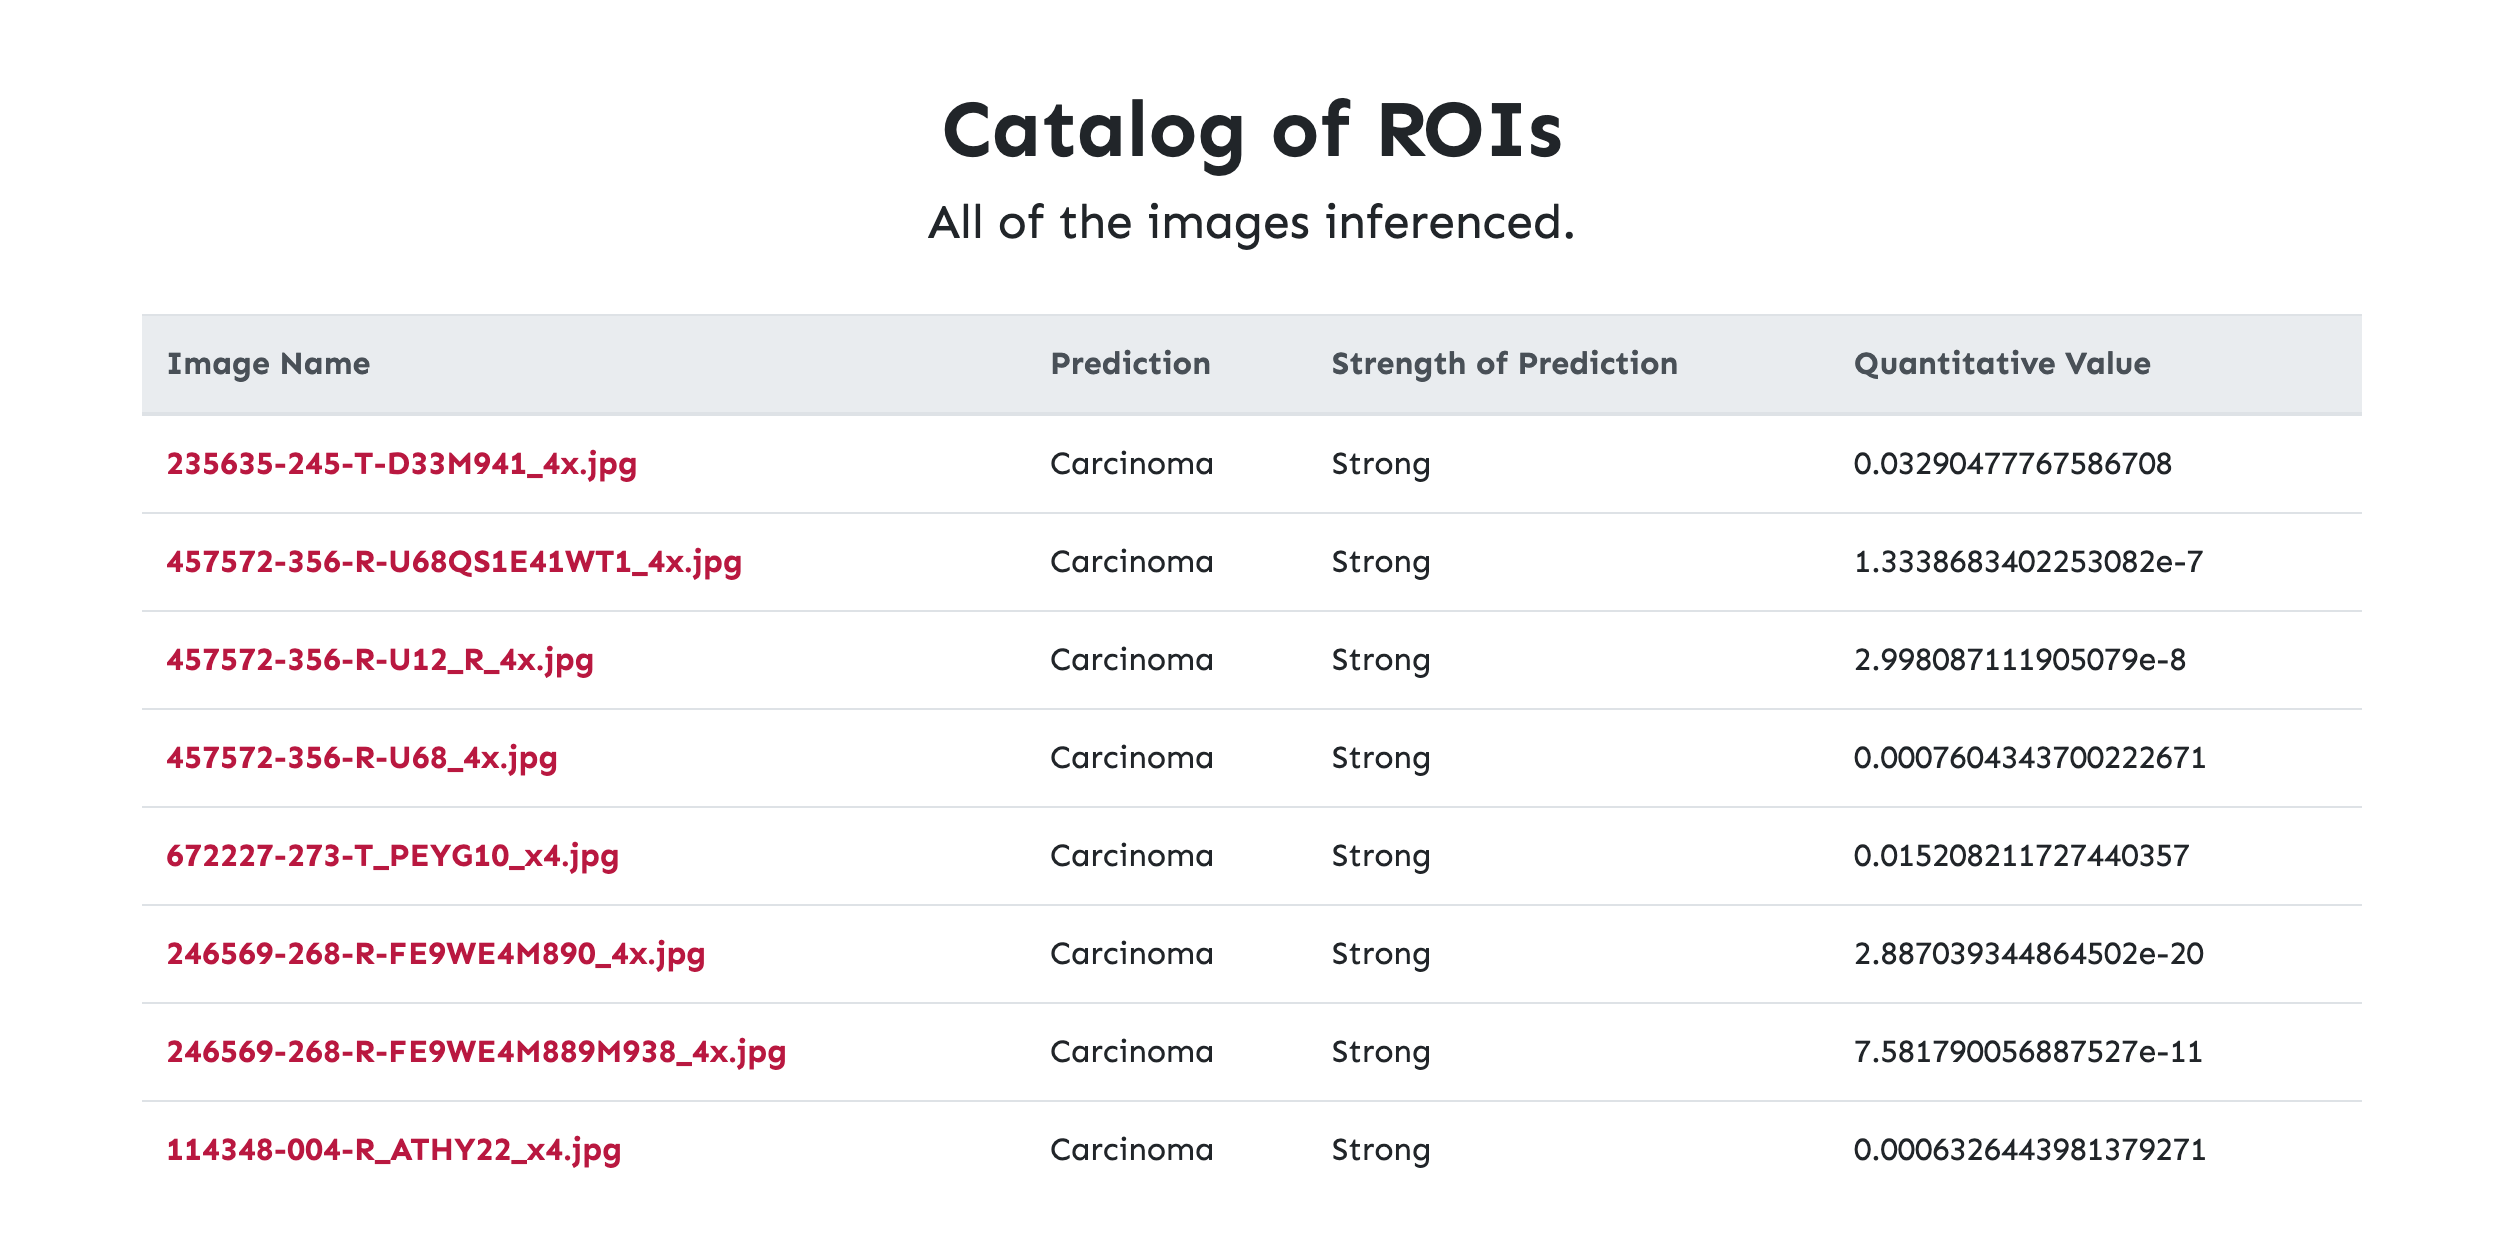 Catalog of ROIs
All of the images inferenced.
Image Name Prediction Strength of Prediction Quantitative Value
235635-245-T-D33M941_4x.jpg Carcinoma Strong 0.03290477767586708
457572-356-R-U68QS1E41WT1_4x.jpg Carcinoma Strong 1.3338683402253082e-7
457572-356-R-U12_R_4x.jpg Carcinoma Strong 2.998087111905079e-8
457572-356-R-U68_4x.jpg Carcinoma Strong 0.0007604343700222671
672227-273-T_PEYG10_x4.jpg Carcinoma Strong 0.015208211727440357
246569-268-R-FE9WE4M890_4x.jpg Carcinoma Strong 2.887039344864502e-20
246569-268-R-FE9WE4M889M938_4x.jpg Carcinoma Strong 7.581790056887527e-11
114348-004-R_ATHY22_x4.jpg Carcinoma Strong 0.0006326443981379271